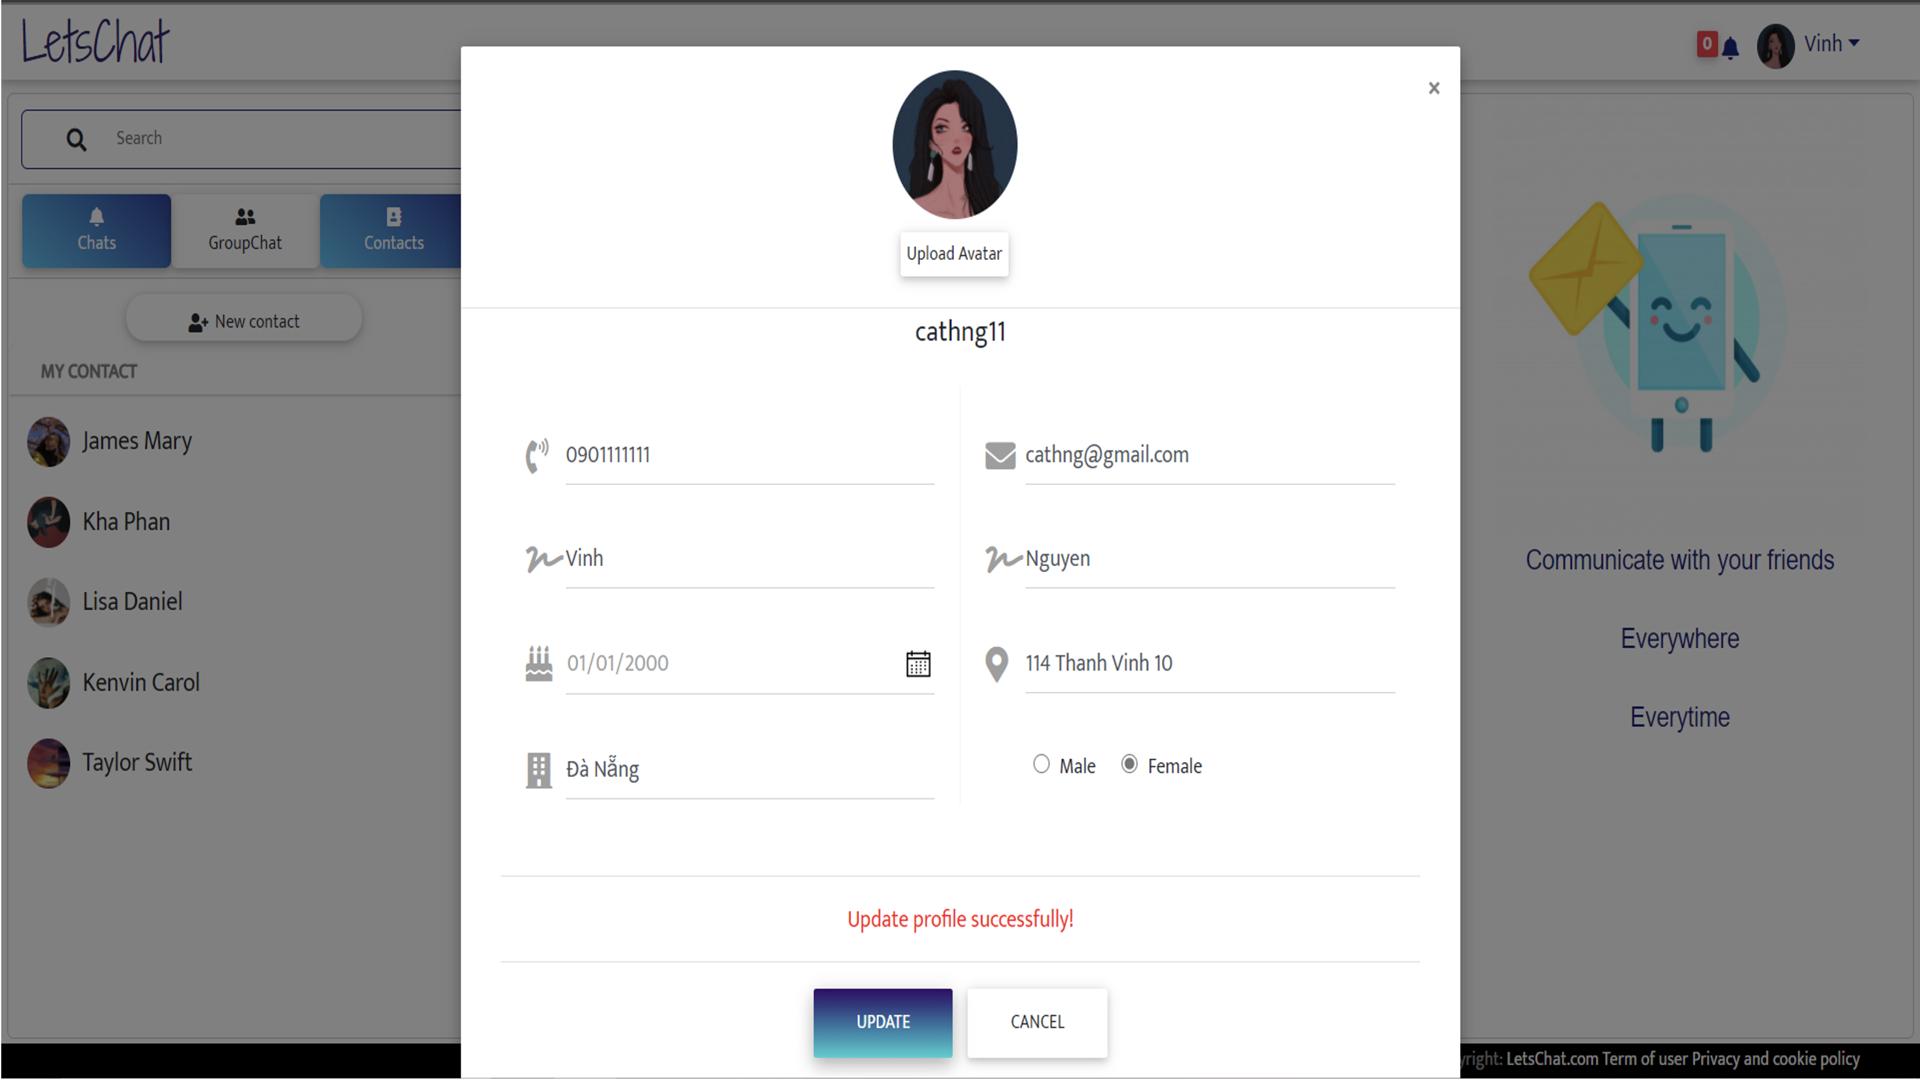 LetsChat
0
Vinh
Search
Chats
GroupChat
Contacts
New contact
MY CONTACT
James Mary
Kha Phan
Lisa Daniel
Kenvin Carol
Taylor Swift
×
Upload Avatar
cathng11
0901111111
cathng@gmail.com
Vinh
Nguyen
01/01/2000
114 Thanh Vinh 10
Đà Nẵng
Male
Female
Update profile successfully!
UPDATE
CANCEL
Communicate with your friends
Everywhere
Everytime
yright: LetsChat.com Term of user Privacy and cookie policy